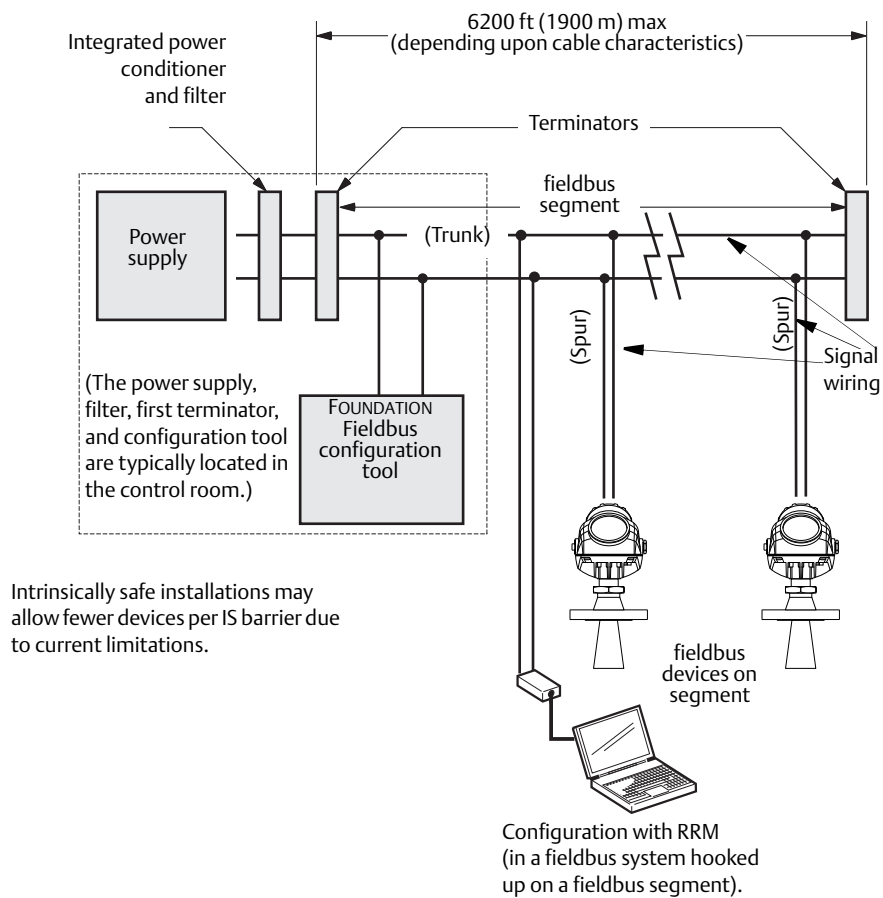 6200 ft (1900 m) max
(depending upon cable characteristics)
Integrated power
conditioner
and filter
Terminators
fieldbus
segment
Power
supply
(Trunk)
(Spur)
(Spur)
Signal
wiring
(The power supply,
filter, first terminator,
and configuration tool
are typically located in
the control room.)
FOUNDATION
Fieldbus
configuration
tool
Intrinsically safe installations may
allow fewer devices per IS barrier due
to current limitations.
fieldbus
devices on
segment
Configuration with RRM
(in a fieldbus system hooked
up on a fieldbus segment).